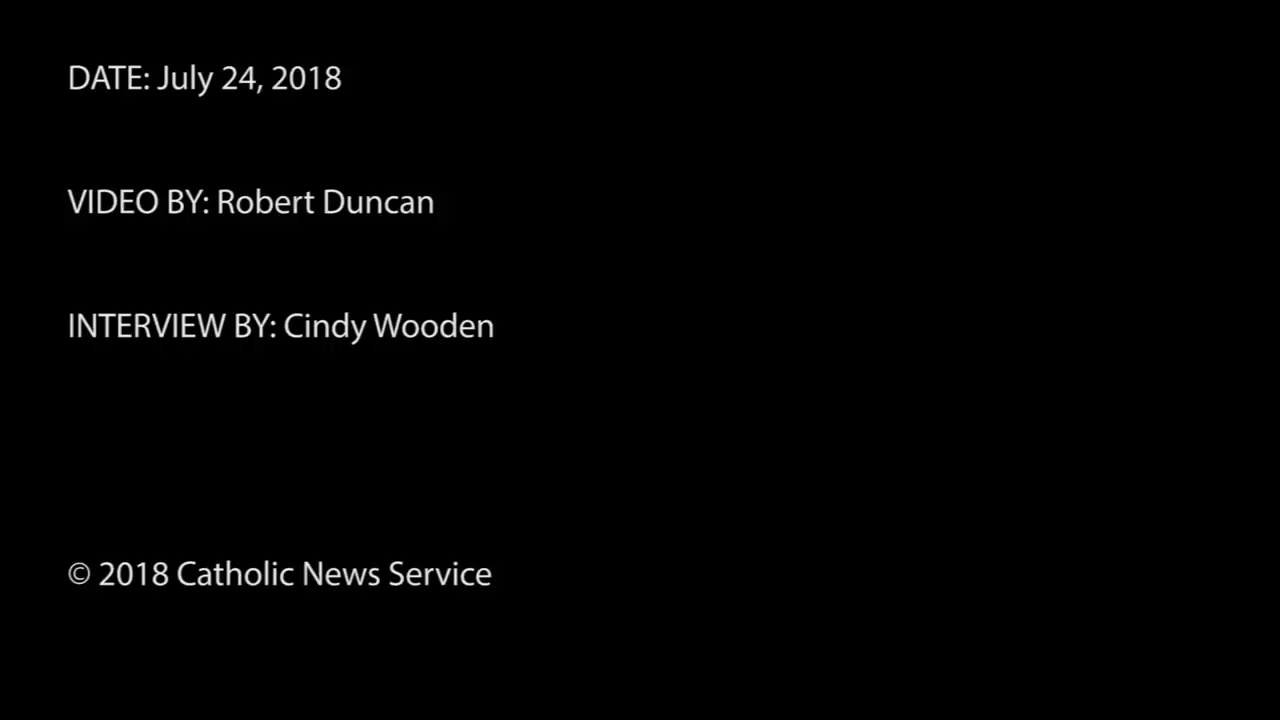 DATE: July 24, 2018
VIDEO BY: Robert Duncan
INTERVIEW BY: Cindy Wooden
© 2018 Catholic News Service